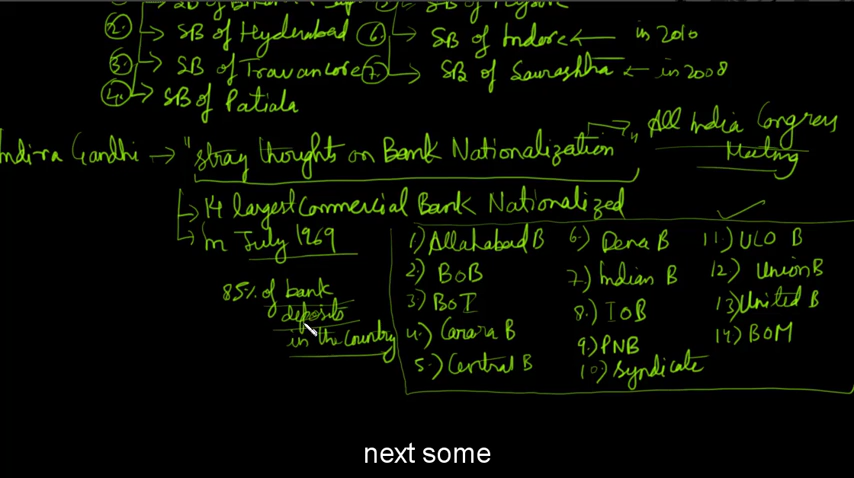 2. → SB of Hyderabad 6. → SB of Indore ← in 2010
3. → SB of Travancore 7. → SB of Saurashtra ← in 2008
4. → SB of Patiala
Indira Gandhi → "stray thoughts on Bank Nationalization" → All India Congress Meeting
→ 14 largest Commercial Bank Nationalized
→ In July 1969
85% of bank
deposits
in the country
1.) Allahabad B
2.) BOB
3.) BOI
4.) Canara B
5.) Central B
6.) Dena B
7.) Indian B
8.) IOB
9.) PNB
10.) Syndicate
11.) UCO B
12.) Union B
13.) United B
14.) BOM
next some